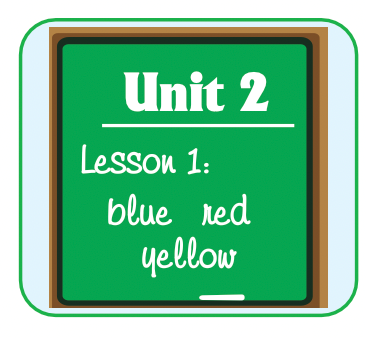 Unit 2
Lesson 1:
blue red
yellow